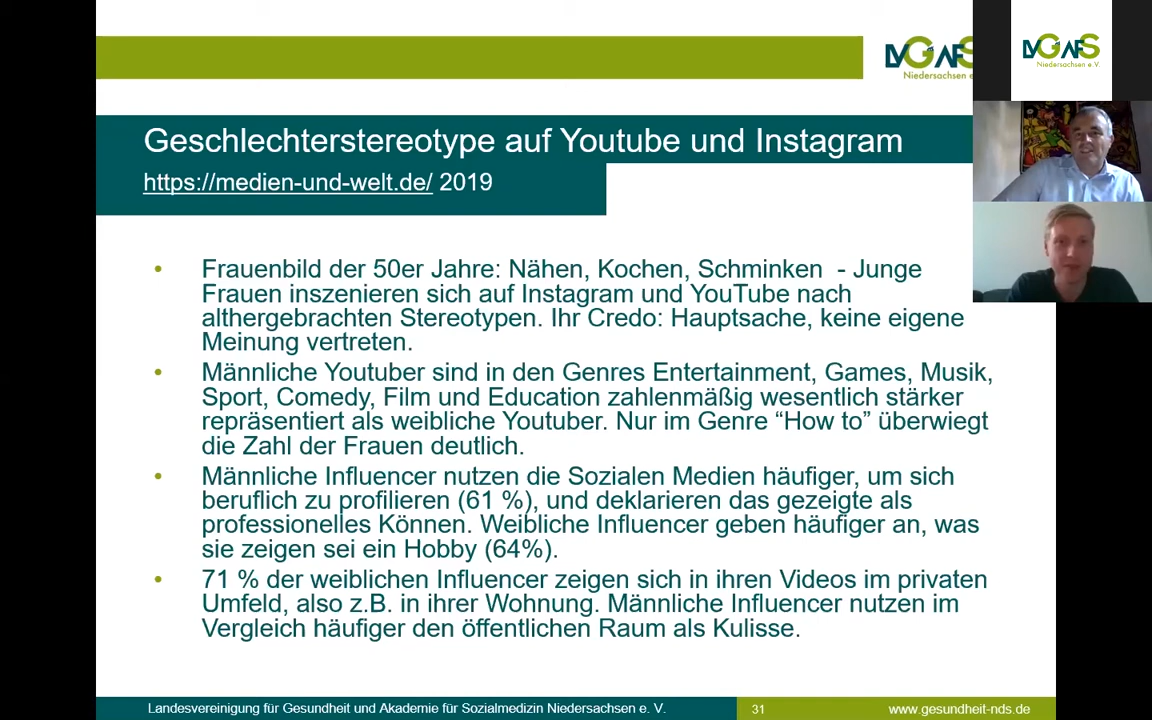 LVG AFS
Niedersachsen e.
LVG AFS
Niedersachsen e. V.
Geschlechterstereotype auf Youtube und Instagram
https://medien-und-welt.de/ 2019
• Frauenbild der 50er Jahre: Nähen, Kochen, Schminken - Junge
Frauen inszenieren sich auf Instagram und YouTube nach
althergebrachten Stereotypen. Ihr Credo: Hauptsache, keine eigene
Meinung vertreten.
• Männliche Youtuber sind in den Genres Entertainment, Games, Musik,
Sport, Comedy, Film und Education zahlenmäßig wesentlich stärker
repräsentiert als weibliche Youtuber. Nur im Genre “How to” überwiegt
die Zahl der Frauen deutlich.
• Männliche Influencer nutzen die Sozialen Medien häufiger, um sich
beruflich zu profilieren (61 %), und deklarieren das gezeigte als
professionelles Können. Weibliche Influencer geben häufiger an, was
sie zeigen sei ein Hobby (64%).
• 71 % der weiblichen Influencer zeigen sich in ihren Videos im privaten
Umfeld, also z.B. in ihrer Wohnung. Männliche Influencer nutzen im
Vergleich häufiger den öffentlichen Raum als Kulisse.
Landesvereinigung für Gesundheit und Akademie für Sozialmedizin Niedersachsen e. V.
31
www.gesundheit-nds.de